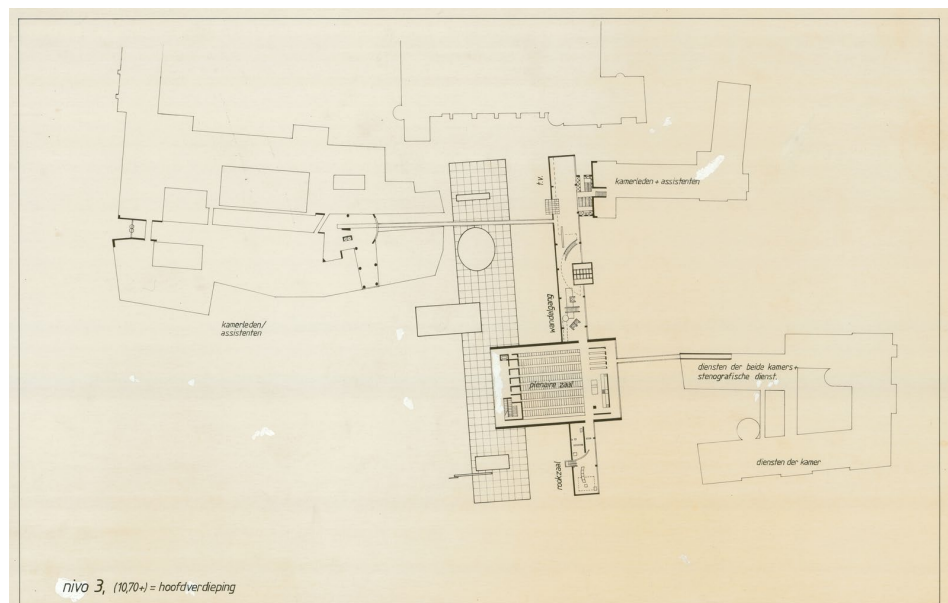 t.v.
kamerleden + assistenten
wandelgang
kamerleden/
assistenten
plenaire zaal
diensten der beide kamers+
stenografische dienst.
rookzaal
diensten der kamer
nivo 3, (10,70+) = hoofdverdieping